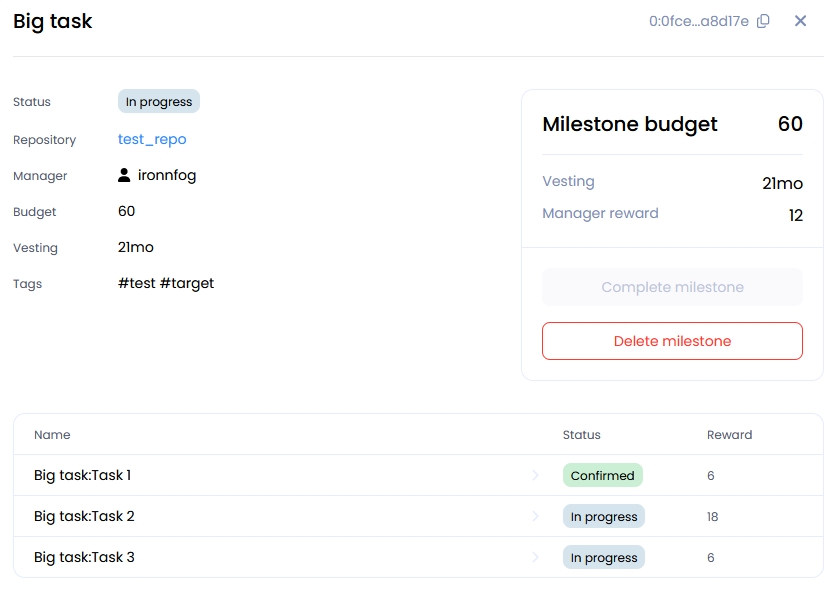 Big task
0:0fce...a8d17e
Status In progress
Repository test_repo
Manager ironnfog
Budget 60
Vesting 21mo
Tags #test #target
Milestone budget 60
Vesting 21mo
Manager reward 12
Complete milestone
Delete milestone
Name Status Reward
Big task:Task 1 Confirmed 6
Big task:Task 2 In progress 18
Big task:Task 3 In progress 6